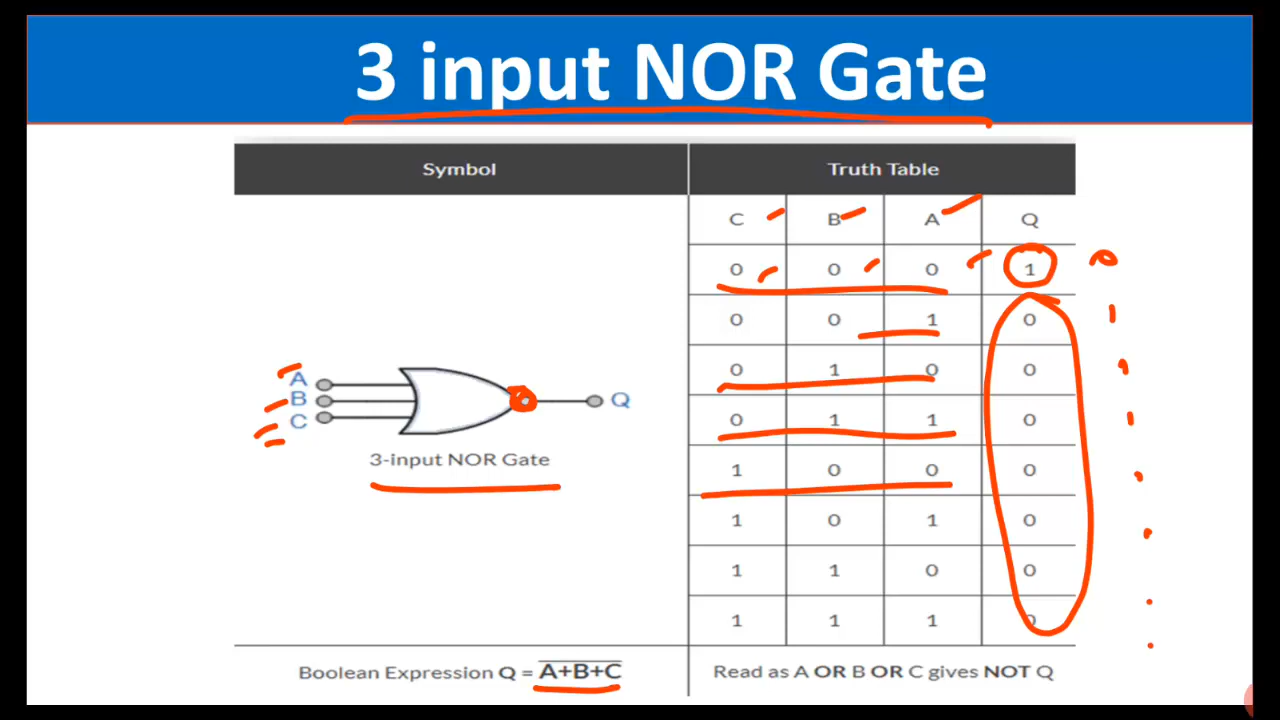 3 input NOR Gate
Symbol
Truth Table
C B A Q
0 0 0 1
0 0 1 0
0 1 0 0
0 1 1 0
1 0 0 0
1 0 1 0
1 1 0 0
1 1 1 0
A
B
C
Q
3-input NOR Gate
Boolean Expression Q = \overline{A+B+C}
Read as A OR B OR C gives NOT Q